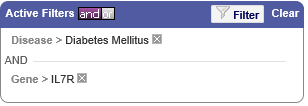 Active Filters and or Filter Clear
Disease > Diabetes Mellitus
AND
Gene > IL7R